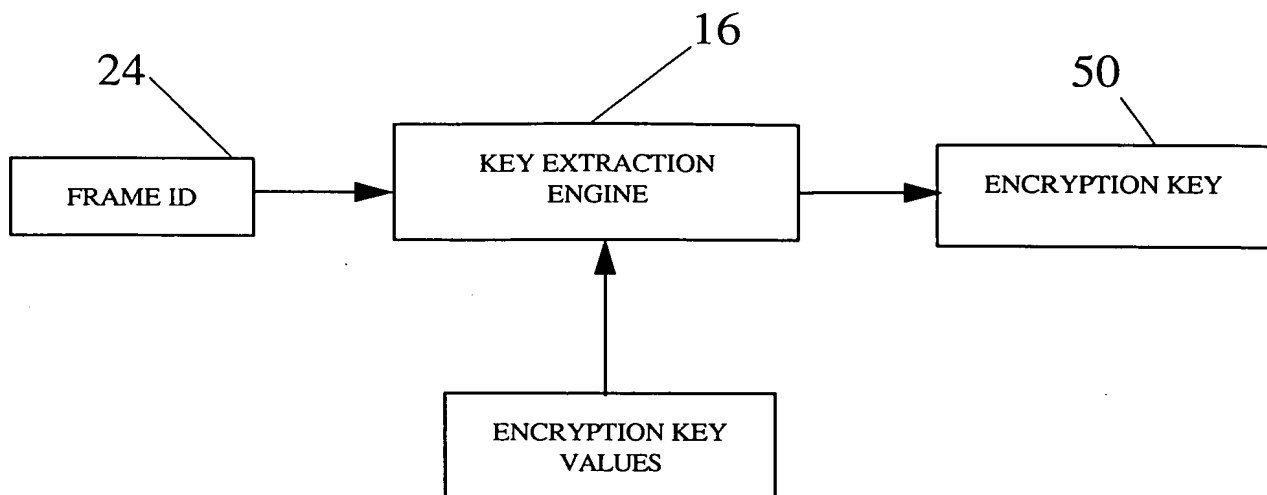 16
24
50
FRAME ID
KEY EXTRACTION
ENGINE
ENCRYPTION KEY
ENCRYPTION KEY
VALUES